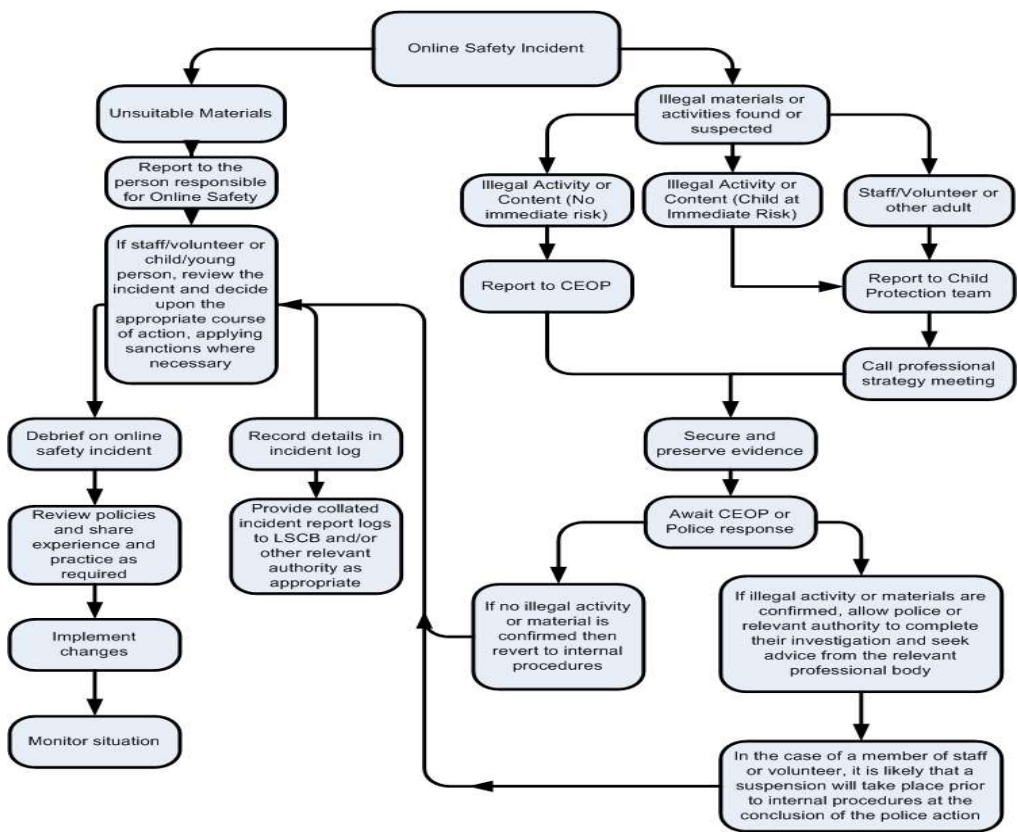 Online Safety Incident
Unsuitable Materials
Report to the
person responsible
for Online Safety
If staff/volunteer or
child/young
person, review the
incident and decide
upon the
appropriate course
of action, applying
sanctions where
necessary
Debrief on online
safety incident
Review policies
and share
experience and
practice as
required
Implement
changes
Monitor situation
Record details in
incident log
Provide collated
incident report logs
to LSCB and/or
other relevant
authority as
appropriate
Illegal materials or
activities found or
suspected
Illegal Activity or
Content (No
immediate risk)
Illegal Activity or
Content (Child at
Immediate Risk)
Staff/Volunteer or
other adult
Report to CEOP
Report to Child
Protection team
Call professional
strategy meeting
Secure and
preserve evidence
Await CEOP or
Police response
If no illegal activity
or material is
confirmed then
revert to internal
procedures
If illegal activity or materials are
confirmed, allow police or
relevant authority to complete
their investigation and seek
advice from the relevant
professional body
In the case of a member of staff
or volunteer, it is likely that a
suspension will take place prior
to internal procedures at the
conclusion of the police action